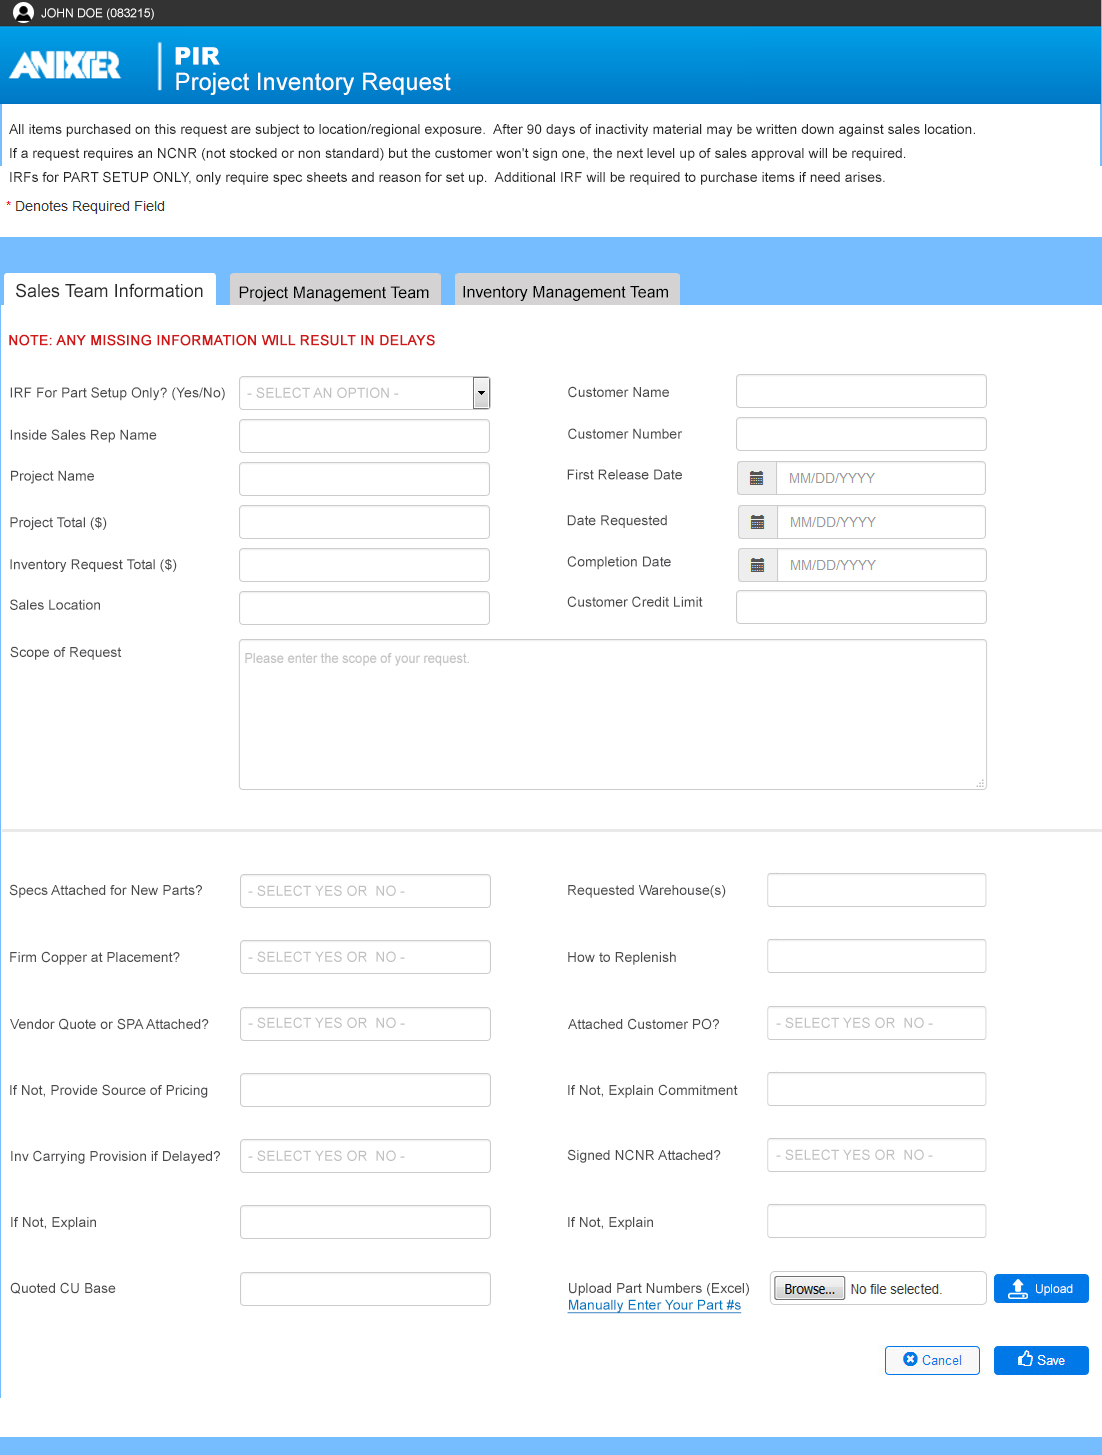 JOHN DOE (083215)
ANIXTER
PIR
Project Inventory Request
All items purchased on this request are subject to location/regional exposure.  After 90 days of inactivity material may be written down against sales location.
If a request requires an NCNR (not stocked or non standard) but the customer won't sign one, the next level up of sales approval will be required.
IRFs for PART SETUP ONLY, only require spec sheets and reason for set up.  Additional IRF will be required to purchase items if need arises.
* Denotes Required Field
Sales Team Information Project Management Team Inventory Management Team
NOTE: ANY MISSING INFORMATION WILL RESULT IN DELAYS
IRF For Part Setup Only? (Yes/No) - SELECT AN OPTION - Customer Name
Inside Sales Rep Name Customer Number
Project Name First Release Date MM/DD/YYYY
Project Total ($) Date Requested MM/DD/YYYY
Inventory Request Total ($) Completion Date MM/DD/YYYY
Sales Location Customer Credit Limit
Scope of Request Please enter the scope of your request.
Specs Attached for New Parts? - SELECT YES OR  NO - Requested Warehouse(s)
Firm Copper at Placement? - SELECT YES OR  NO - How to Replenish
Vendor Quote or SPA Attached? - SELECT YES OR  NO - Attached Customer PO? - SELECT YES OR  NO -
If Not, Provide Source of Pricing If Not, Explain Commitment
Inv Carrying Provision if Delayed? - SELECT YES OR  NO - Signed NCNR Attached? - SELECT YES OR  NO -
If Not, Explain If Not, Explain
Quoted CU Base Upload Part Numbers (Excel) Browse... No file selected. Upload
Manually Enter Your Part #s
Cancel Save